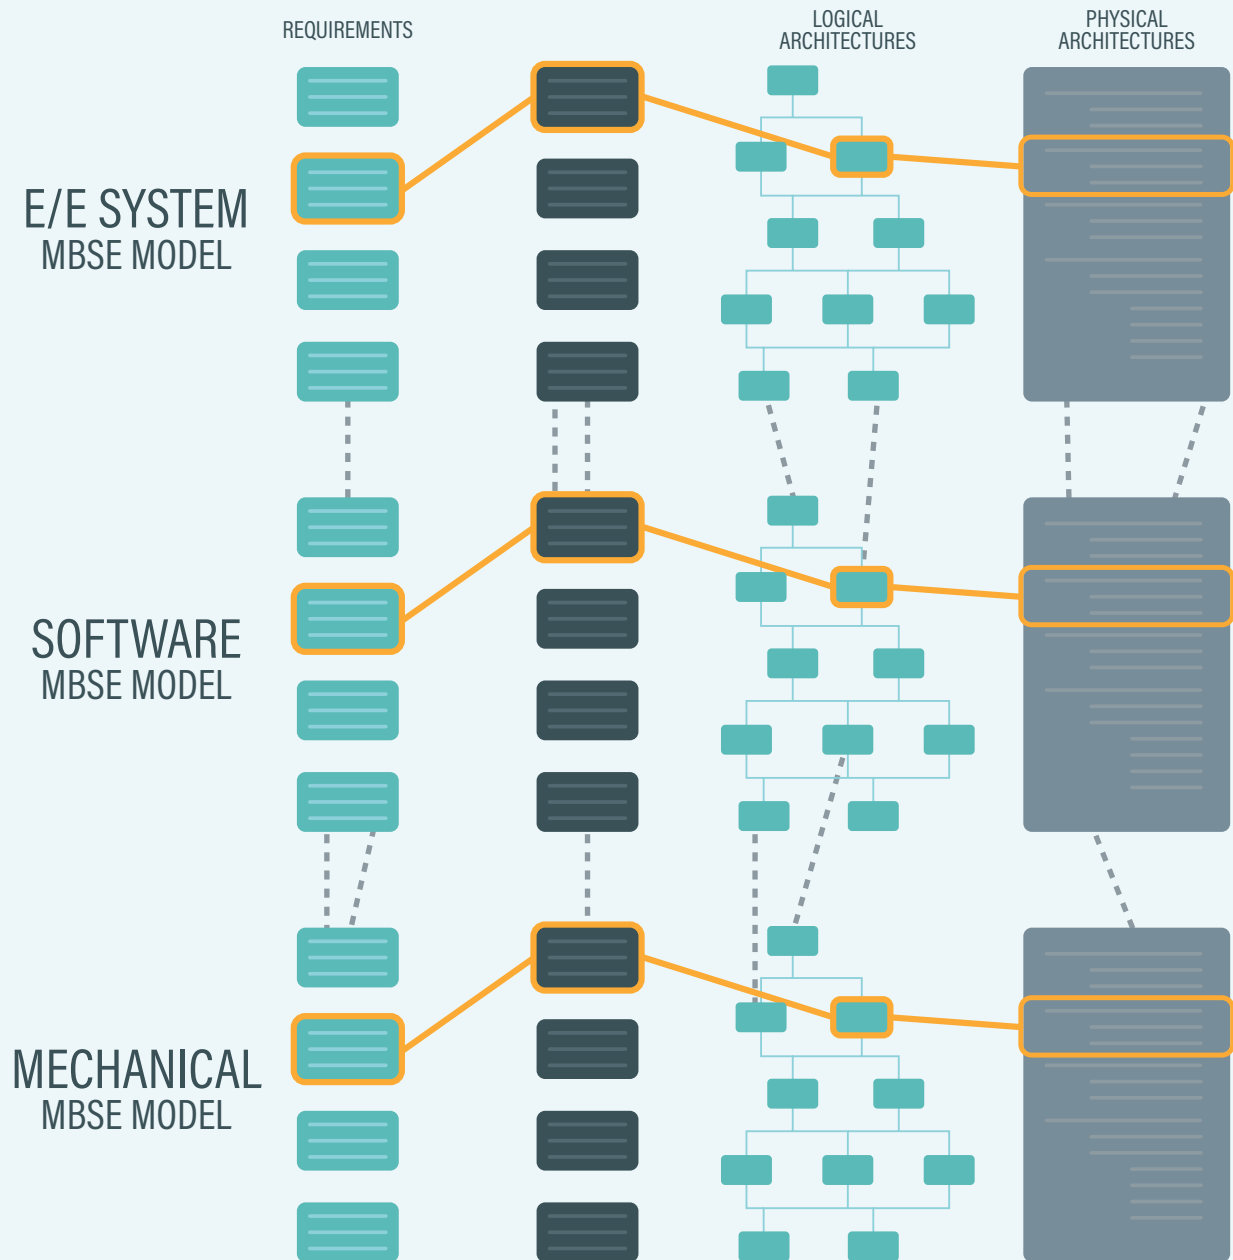 REQUIREMENTS
LOGICAL
ARCHITECTURES
PHYSICAL
ARCHITECTURES
E/E SYSTEM
MBSE MODEL
SOFTWARE
MBSE MODEL
MECHANICAL
MBSE MODEL